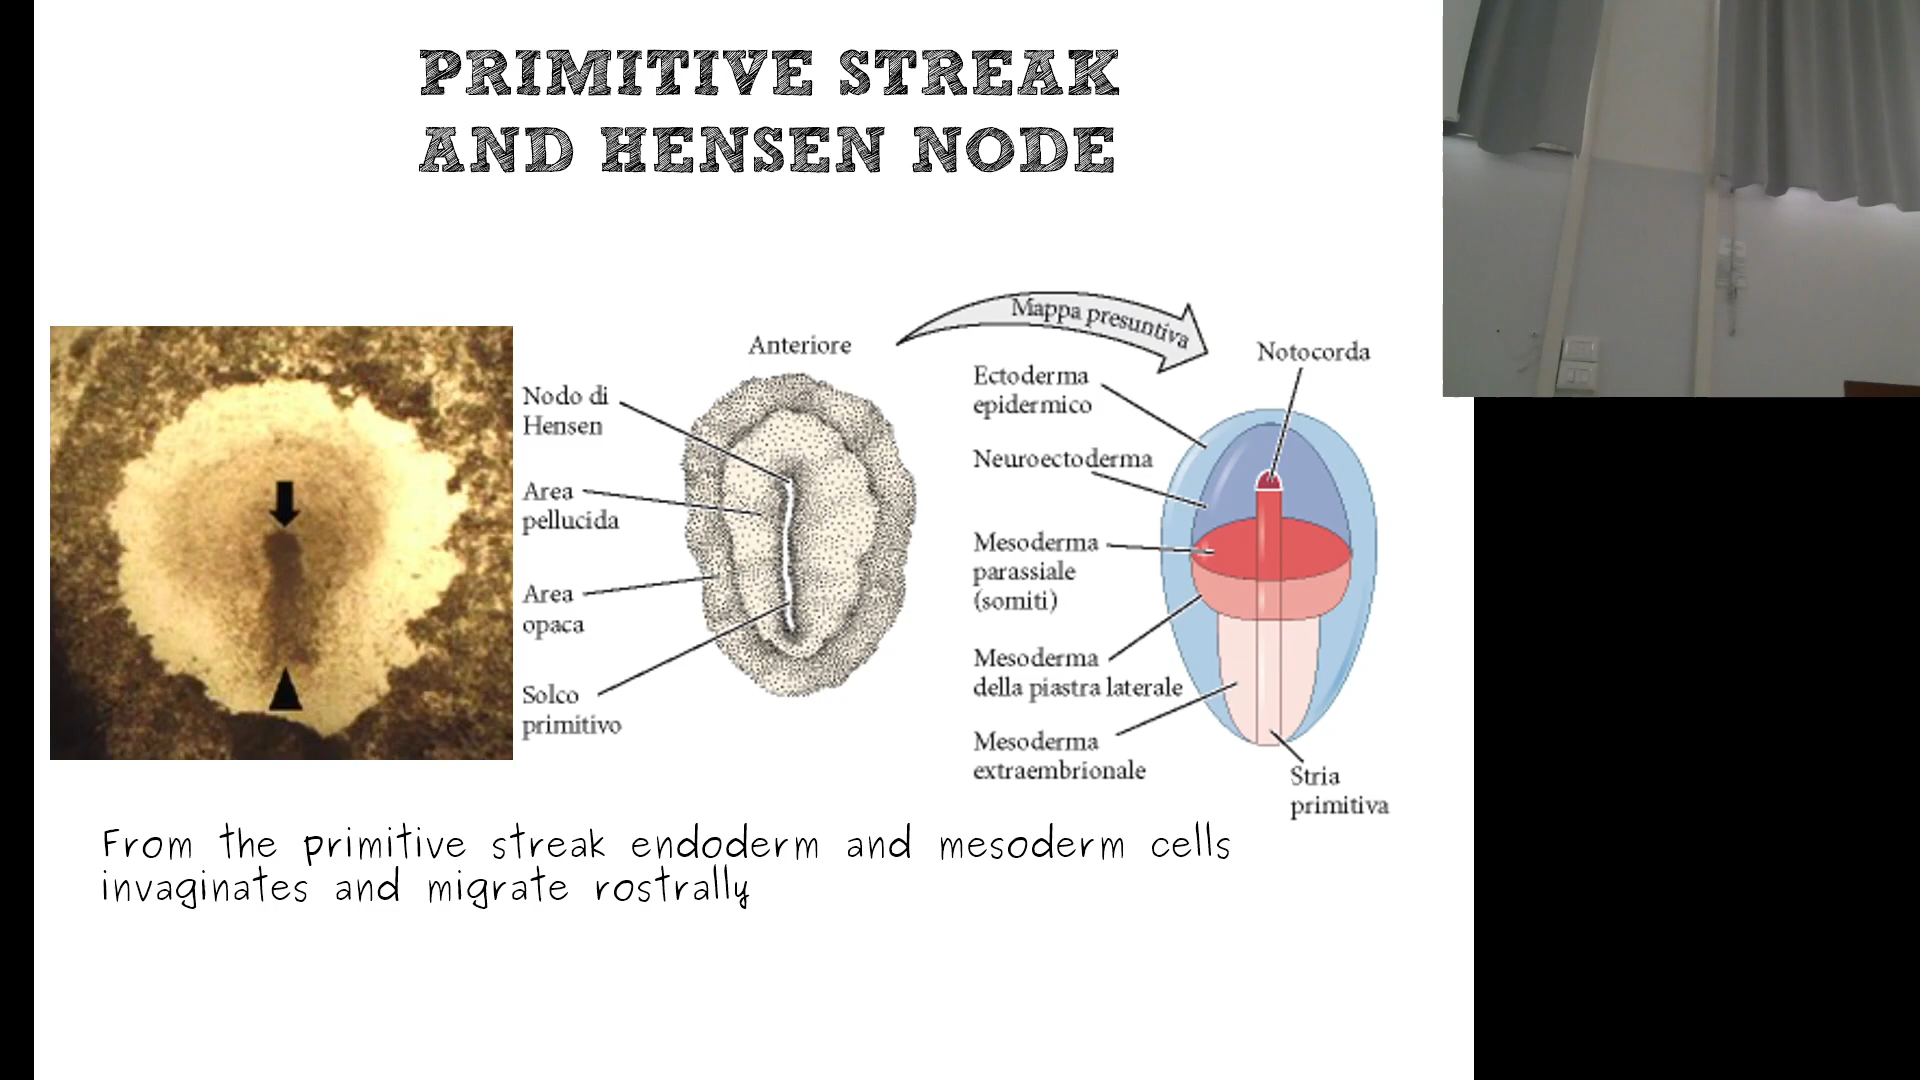 PRIMITIVE STREAK
AND HENSEN NODE
Mappa presuntiva
Anteriore
Notocorda
Nodo di
Hensen
Area
pellucida
Area
opaca
Solco
primitivo
Ectoderma
epidermico
Neuroectoderma
Mesoderma
parassiale
(somiti)
Mesoderma
della piastra laterale
Mesoderma
extraembrionale
Stria
primitiva
From the primitive streak endoderm and mesoderm cells
invaginates and migrate rostrally